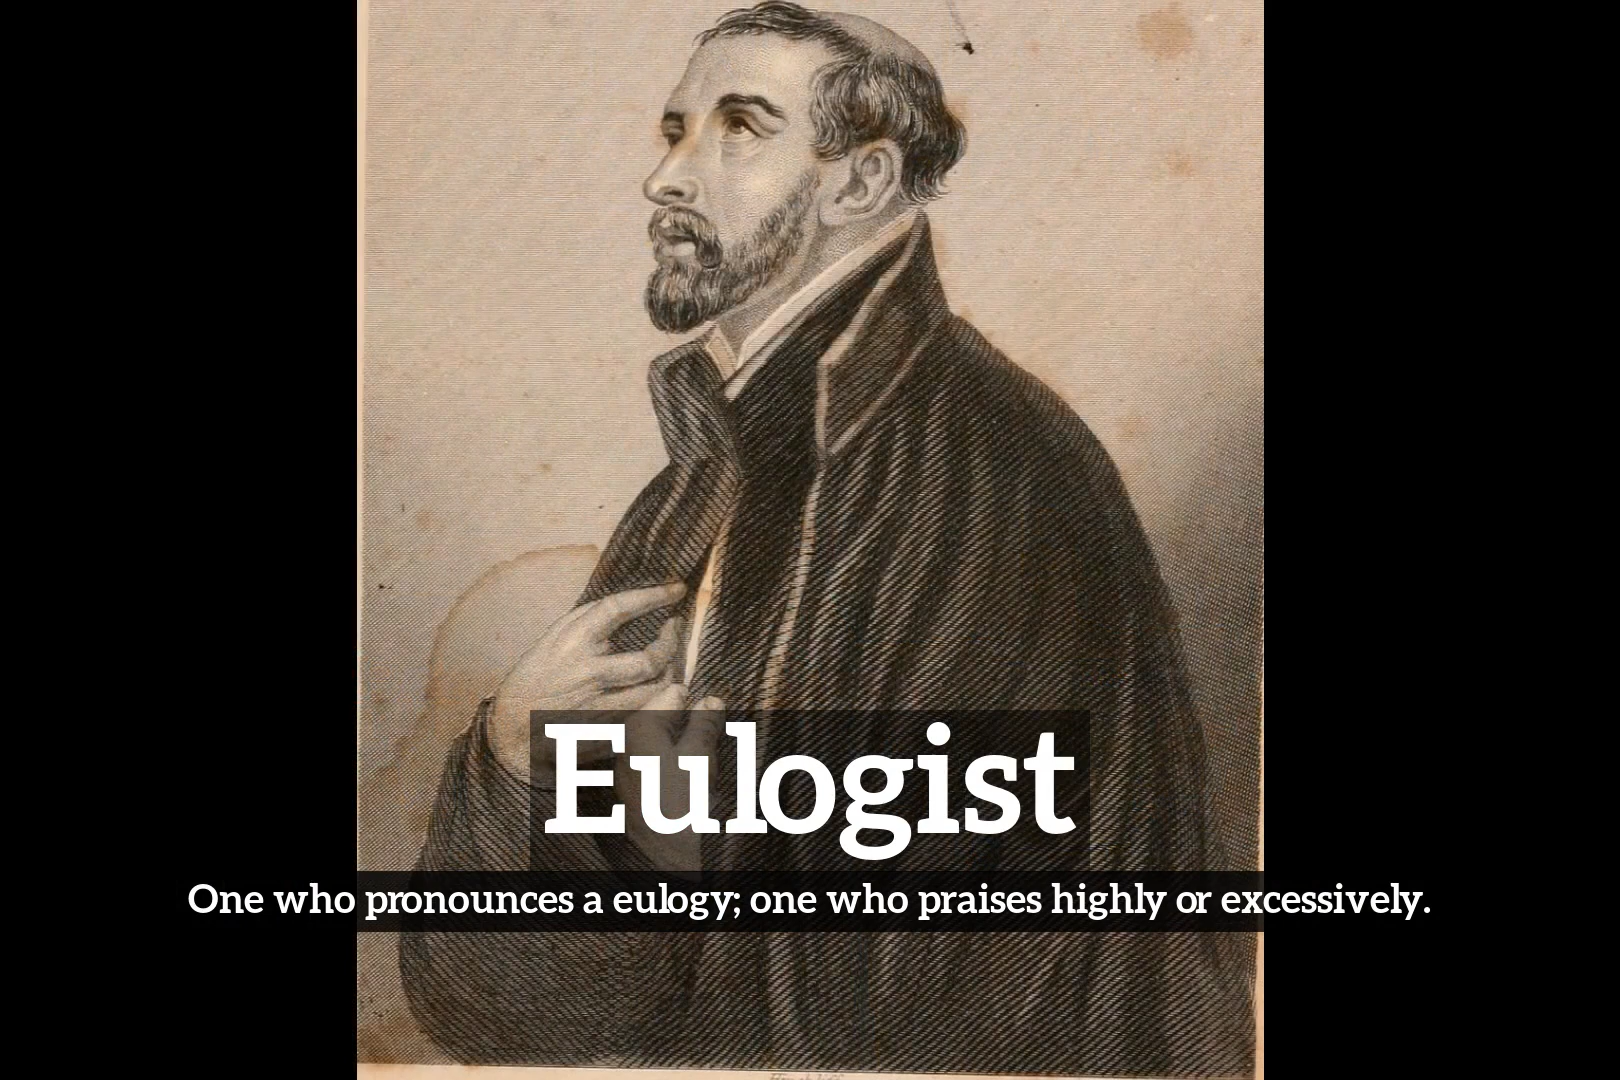 Eulogist
One who pronounces a eulogy; one who praises highly or excessively.